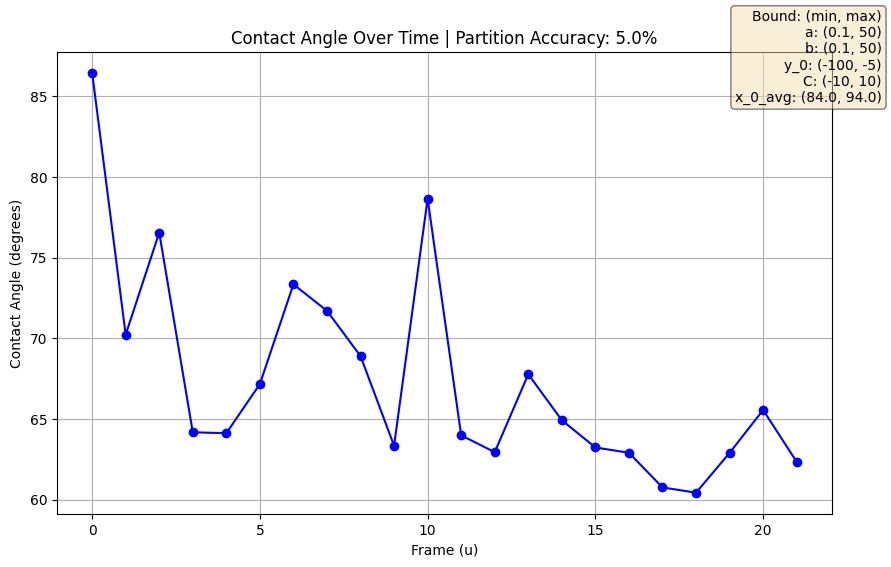 Contact Angle Over Time | Partition Accuracy: 5.0%
Bound: (min, max)
a: (0.1, 50)
b: (0.1, 50)
y_0: (-100, -5)
C: (-10, 10)
x_0_avg: (84.0, 94.0)
Contact Angle (degrees)
85
80
75
70
65
60
0 5 10 15 20
Frame (u)